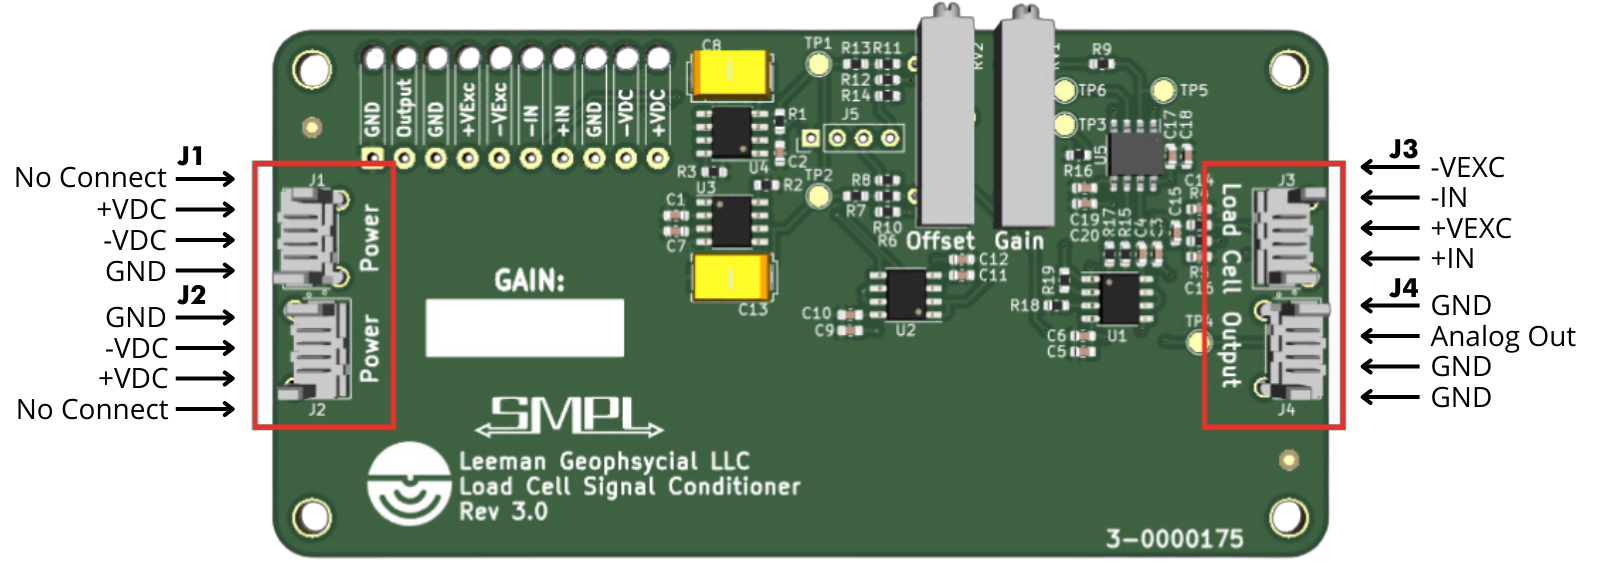 J1
No Connect
+VDC
-VDC
GND
J2
GND
-VDC
+VDC
No Connect
GND
Output
GND
+VExc
-VExc
-IN
+IN
GND
-VDC
+VDC
J1
Power
J2
Power
GAIN:
SMPL
Leeman Geophsycial LLC
Load Cell Signal Conditioner
Rev 3.0
C8
R1
U4
C2
R3
R2
U3
C1
C7
C13
TP1
R13
R11
R12
R14
J5
TP2
R8
R7
R10
R6
RV2
Offset
Gain
C12
C11
C10
C9
U2
R9
TP6
TP5
TP3
C17
C18
U5
R16
C19
C20
R17
R15
C4
C3
C15
C14
C16
R19
R18
C6
C5
U1
TP4
Load Cell
Output
J3
J4
3-0000175
J3
-VEXC
-IN
+VEXC
+IN
J4
GND
Analog Out
GND
GND